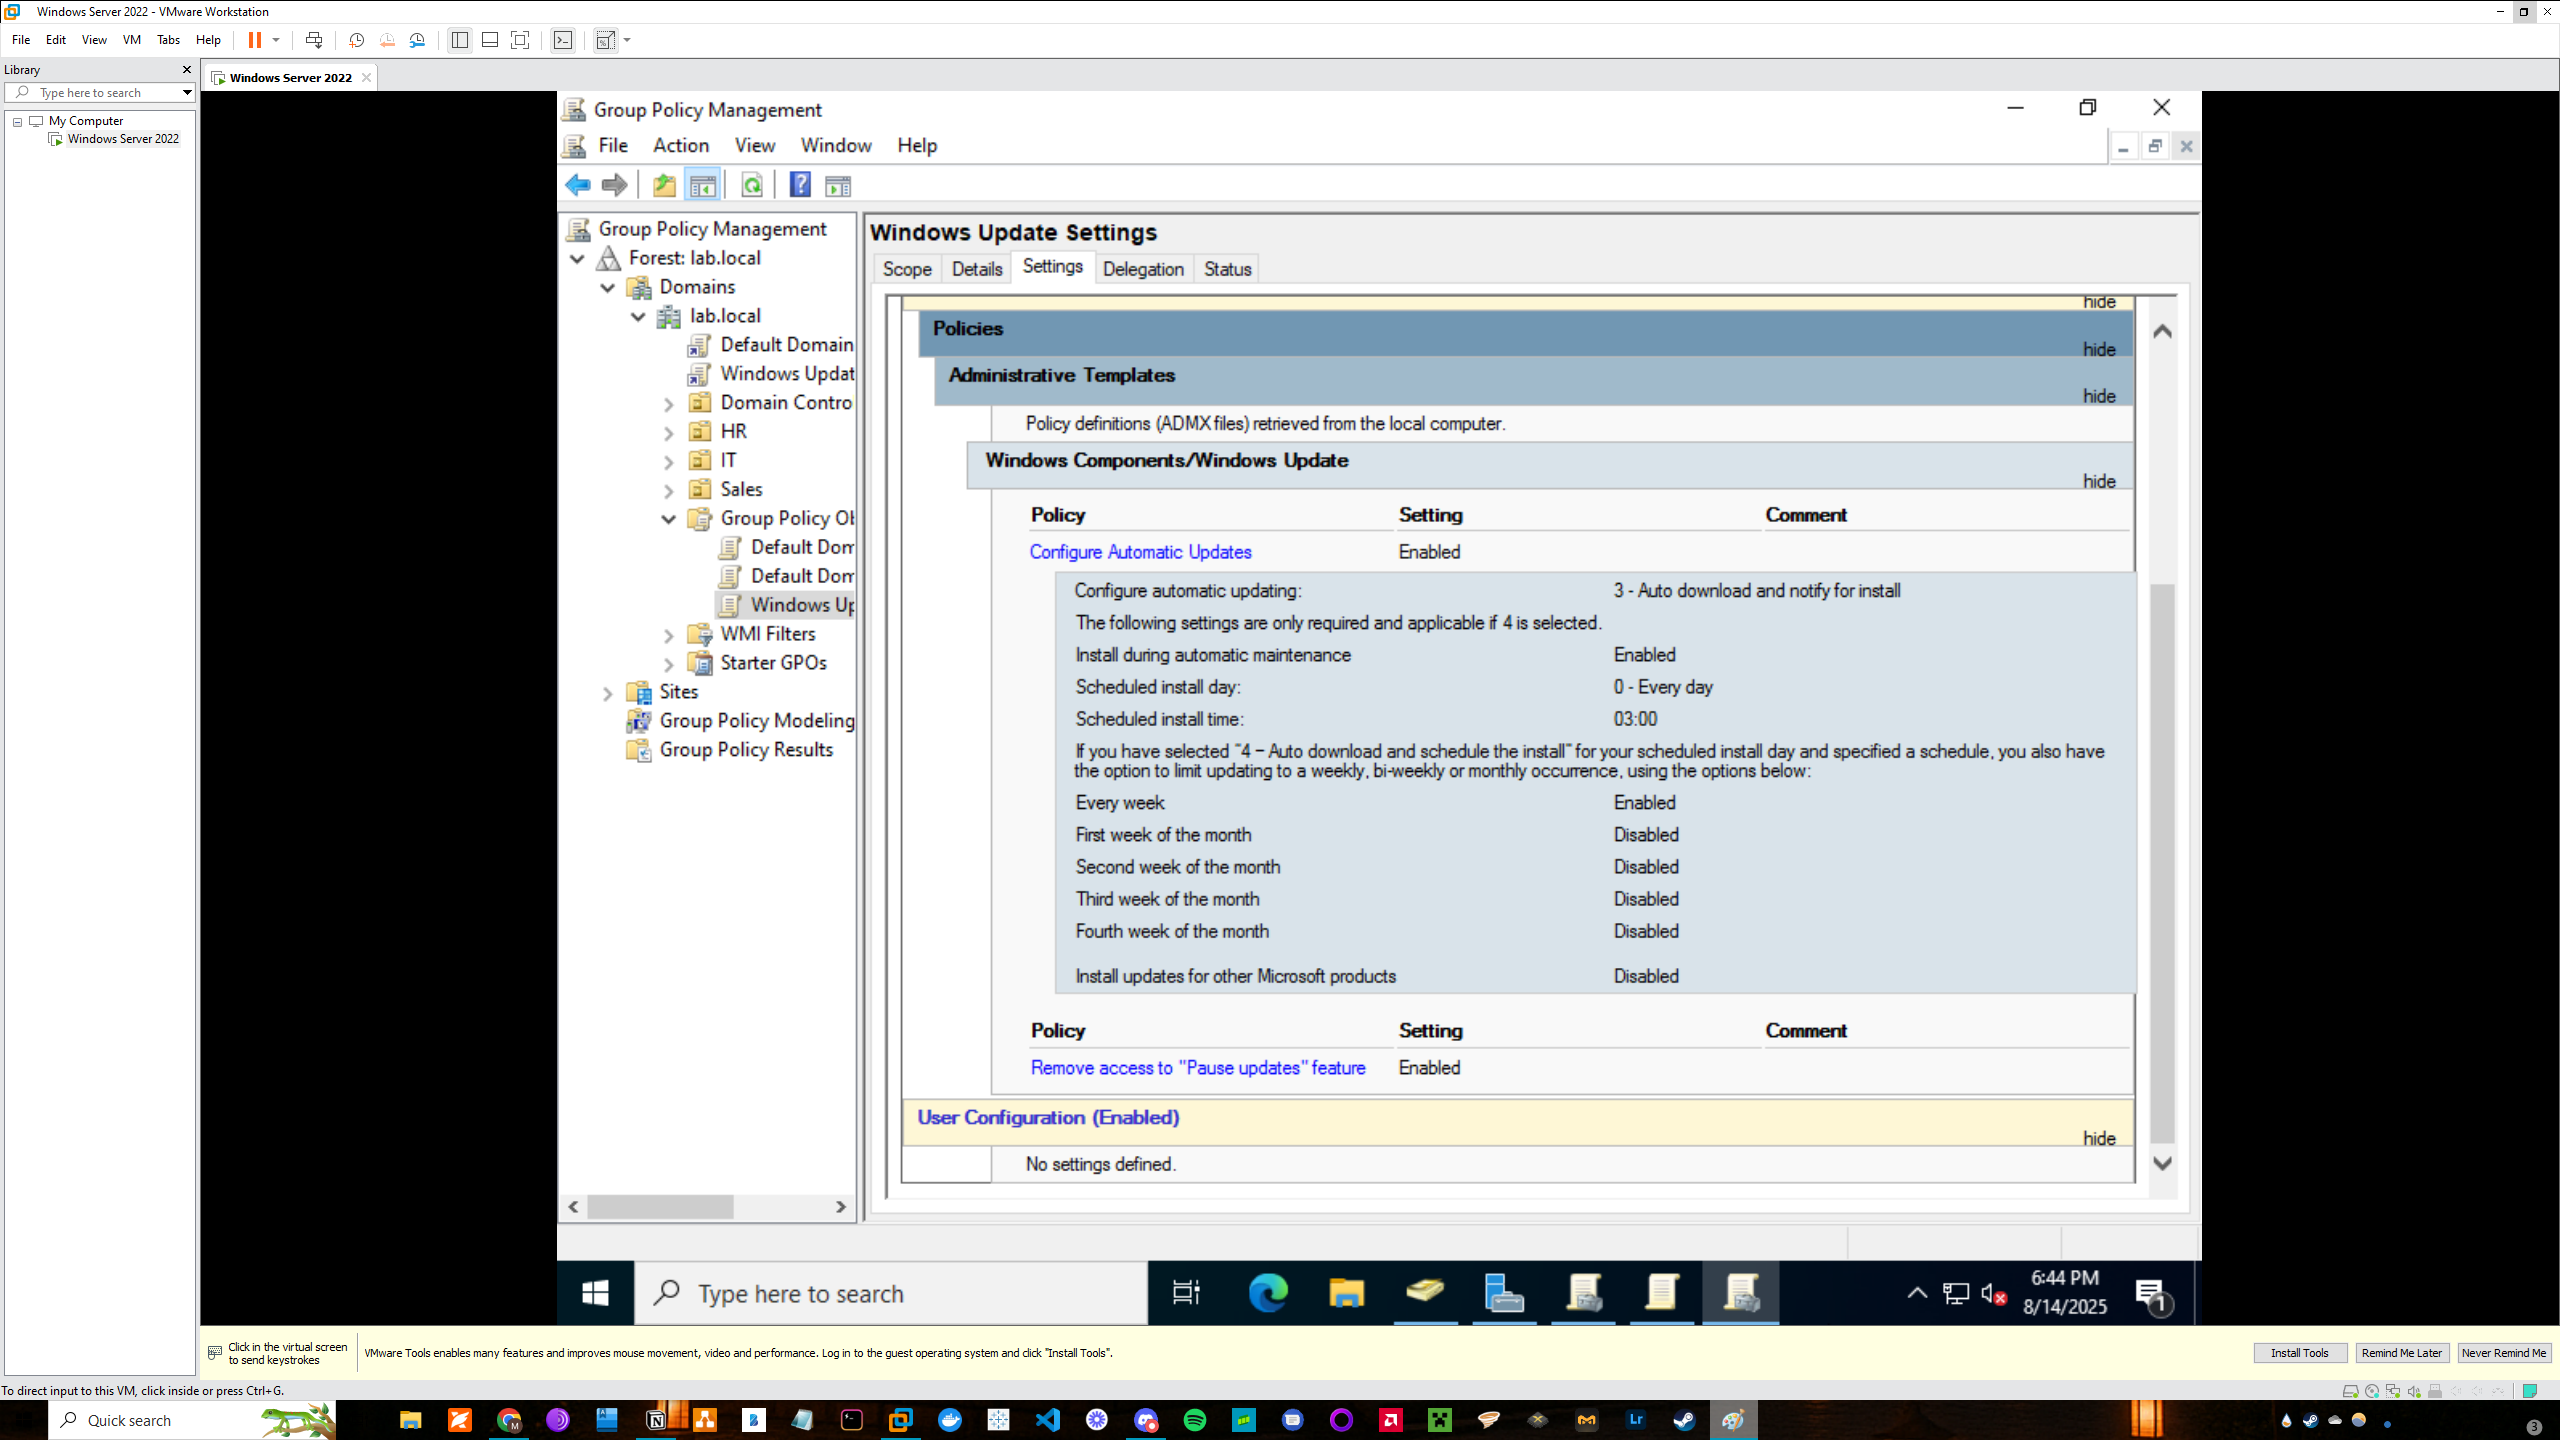 Windows Server 2022 - VMware Workstation
File Edit View VM Tabs Help
Library
Windows Server 2022
Type here to search
My Computer
Windows Server 2022
Group Policy Management
File Action View Window Help
Group Policy Management
Forest: lab.local
Domains
lab.local
Default Domain
Windows Updat
Domain Contro
HR
IT
Sales
Group Policy Ob
Default Dom
Default Dom
Windows Up
WMI Filters
Starter GPOs
Sites
Group Policy Modeling
Group Policy Results
Windows Update Settings
Scope Details Settings Delegation Status
hide
Policies
hide
Administrative Templates
hide
Policy definitions (ADMX files) retrieved from the local computer.
Windows Components/Windows Update
hide
Policy Setting Comment
Configure Automatic Updates Enabled
Configure automatic updating: 3 - Auto download and notify for install
The following settings are only required and applicable if 4 is selected.
Install during automatic maintenance Enabled
Scheduled install day: 0 - Every day
Scheduled install time: 03:00
If you have selected "4 – Auto download and schedule the install" for your scheduled install day and specified a schedule, you also have
the option to limit updating to a weekly, bi-weekly or monthly occurrence, using the options below:
Every week Enabled
First week of the month Disabled
Second week of the month Disabled
Third week of the month Disabled
Fourth week of the month Disabled
Install updates for other Microsoft products Disabled
Policy Setting Comment
Remove access to "Pause updates" feature Enabled
User Configuration (Enabled)
hide
No settings defined.
Type here to search
6:44 PM
8/14/2025
1
Click in the virtual screen
to send keystrokes
VMware Tools enables many features and improves mouse movement, video and performance. Log in to the guest operating system and click "Install Tools".
Install Tools Remind Me Later Never Remind Me
To direct input to this VM, click inside or press Ctrl+G.
Quick search
Lr
3